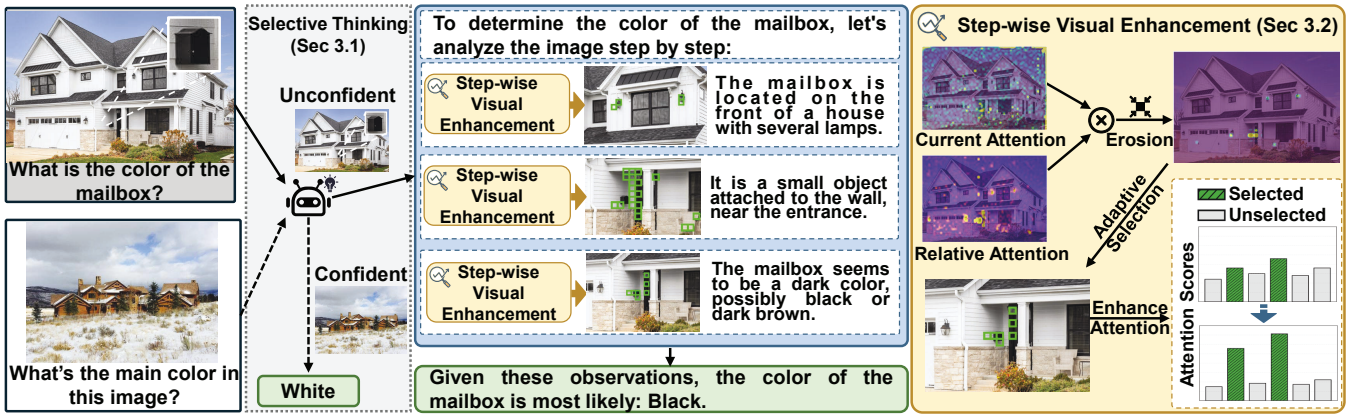 What is the color of the
mailbox?
What's the main color in
this image?
Selective Thinking
(Sec 3.1)
Unconfident
Confident
White
To determine the color of the mailbox, let's
analyze the image step by step:
Step-wise
Visual
Enhancement
The mailbox is
located on the
front of a house
with several lamps.
Step-wise
Visual
Enhancement
It is a small object
attached to the wall,
near the entrance.
Step-wise
Visual
Enhancement
The mailbox seems
to be a dark color,
possibly black or
dark brown.
Given these observations, the color of the
mailbox is most likely: Black.
Step-wise Visual Enhancement (Sec 3.2)
Current Attention
Erosion
Relative Attention
Adaptive
Selection
Enhance
Attention
Selected
Unselected
Attention Scores